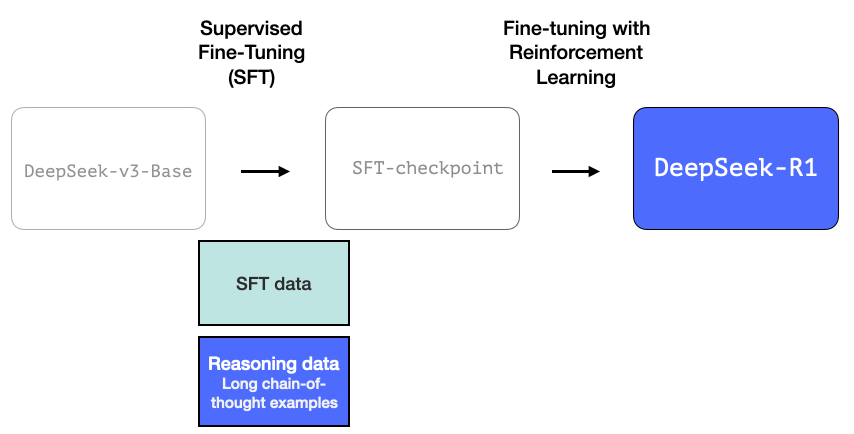 Supervised
Fine-Tuning
(SFT)
Fine-tuning with
Reinforcement
Learning
DeepSeek-v3-Base
SFT-checkpoint
DeepSeek-R1
SFT data
Reasoning data
Long chain-of-
thought examples